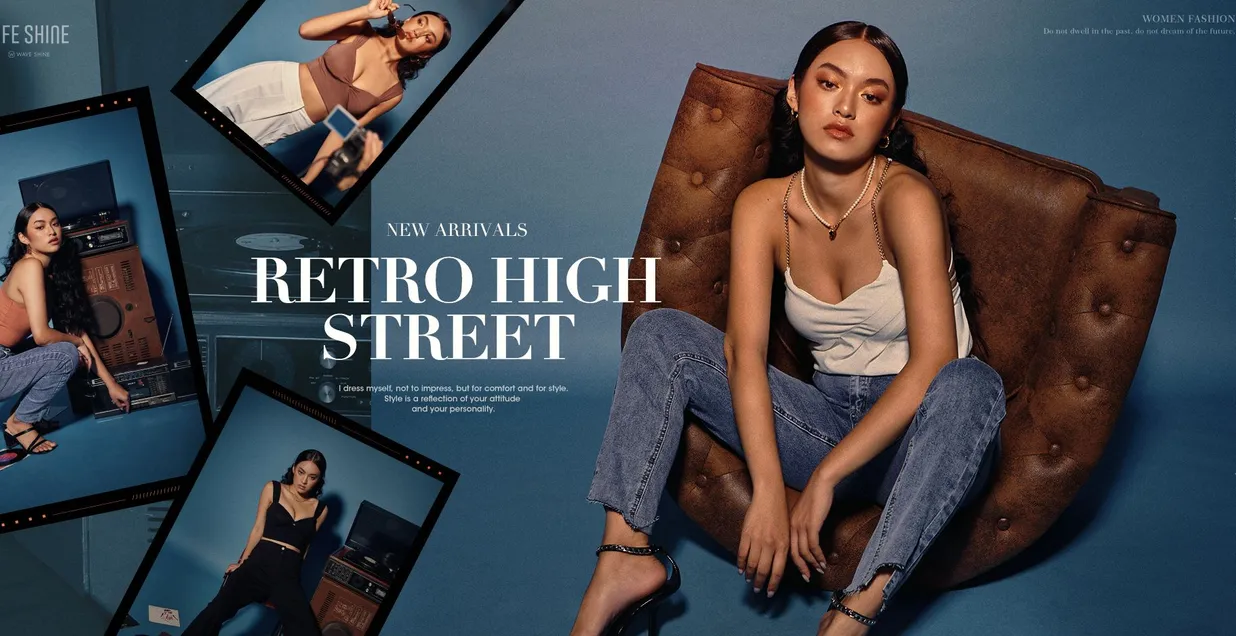 FE SHINE
WAVE SHINE
WOMEN FASHION
Do not dwell in the past, do not dream of the future,
NEW ARRIVALS
RETRO HIGH
STREET
I dress myself, not to impress, but for comfort and for style.
Style is a reflection of your attitude
and your personality.